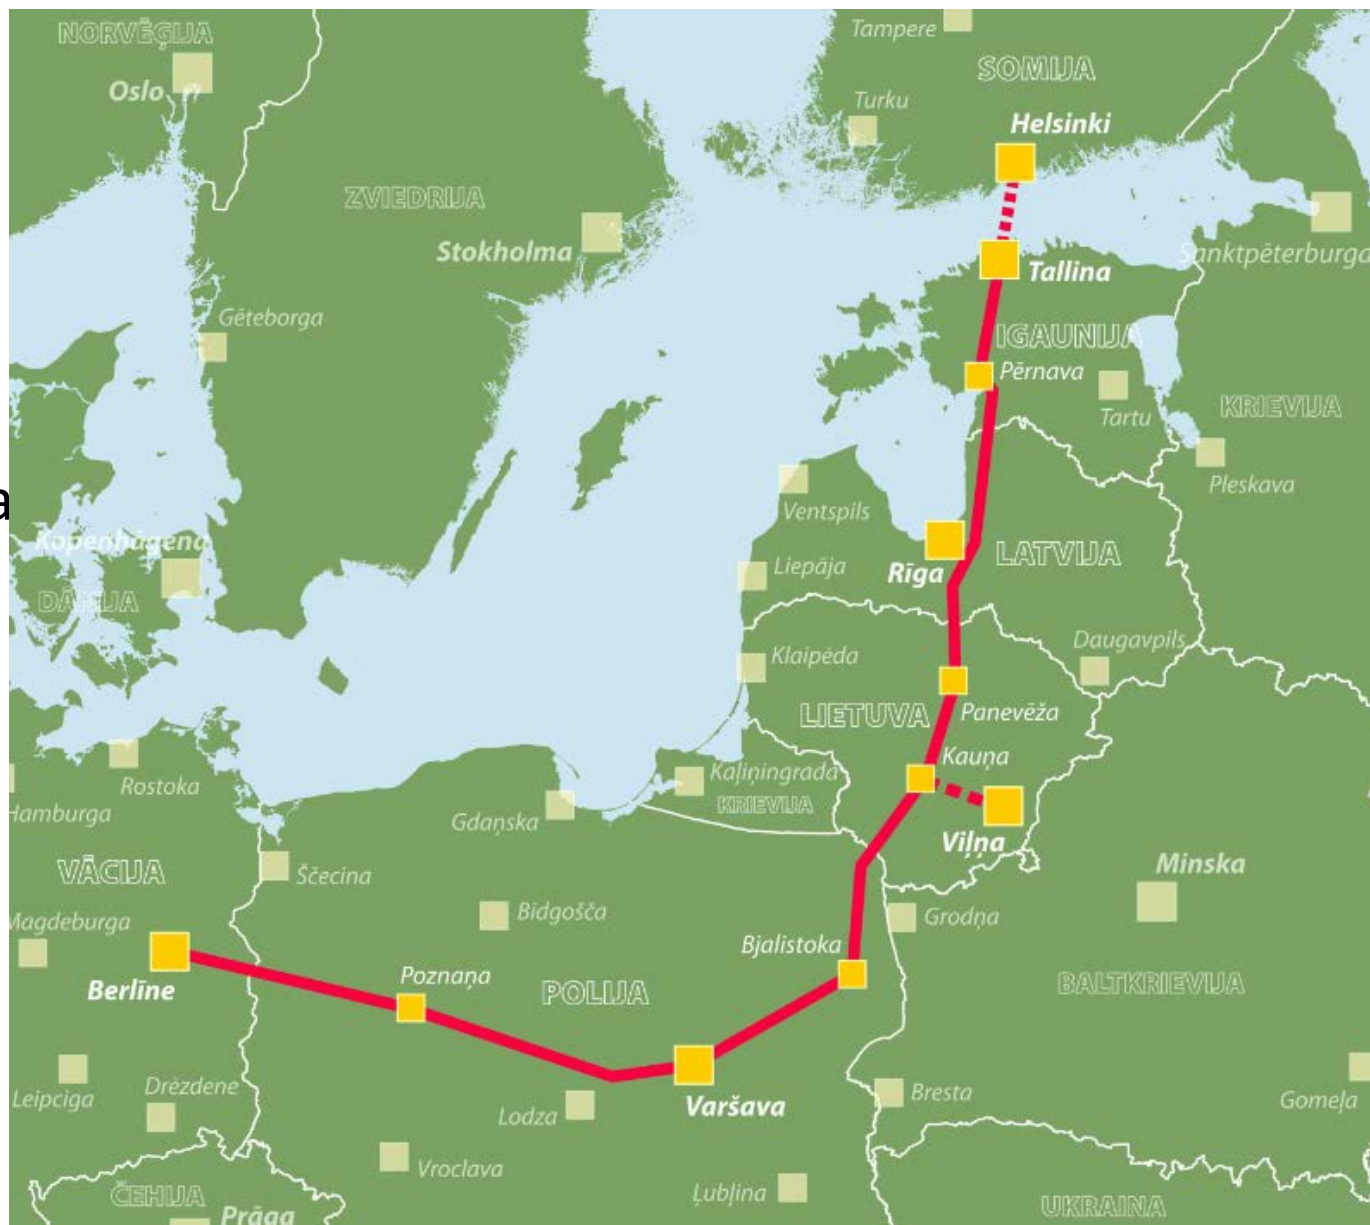 NORVĒĢIJA
Oslo
Tampere
SOMIJA
Turku
Helsinki
ZVIEDRIJA
Stokholma
Sanktpēterburga
Tallina
Gēteborga
IGAUNIJA
Pērnava
Tartu
KRIEVIJA
Pleskava
a
Ventspils
Kopenhāgena
Rīga
LATVIJA
Liepāja
DĀNIJA
Klaipēda
Daugavpils
LIETUVA
Panevēža
Kauņa
Rostoka
Kaļiņingrada
KRIEVIJA
Hamburga
Gdaņska
Viļņa
Minska
VĀCIJA
Ščecina
Magdeburga
Bidgošča
Grodņa
Bjalistoka
Poznaņa
Berlīne
POLIJA
BALTKRIEVIJA
Leipciga
Drēzdene
Lodza
Varšava
Bresta
Gomeļa
Vroclava
Ļubļina
ČEHIJA
Prāga
UKRAINA